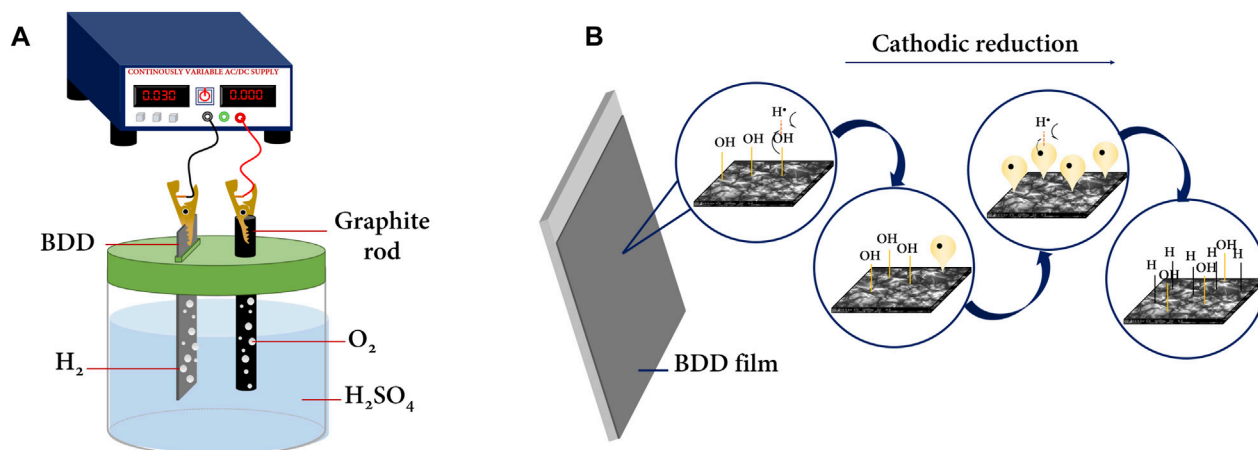 A
CONTINOUSLY VARIABLE AC/DC SUPPLY
0.030
0.000
BDD
Graphite
rod
H₂
O₂
H₂SO₄
B
Cathodic reduction
H•
OH
OH
OH
H•
OH
OH
OH
OH
H
H
H
H
H
OH
OH
OH
BDD film